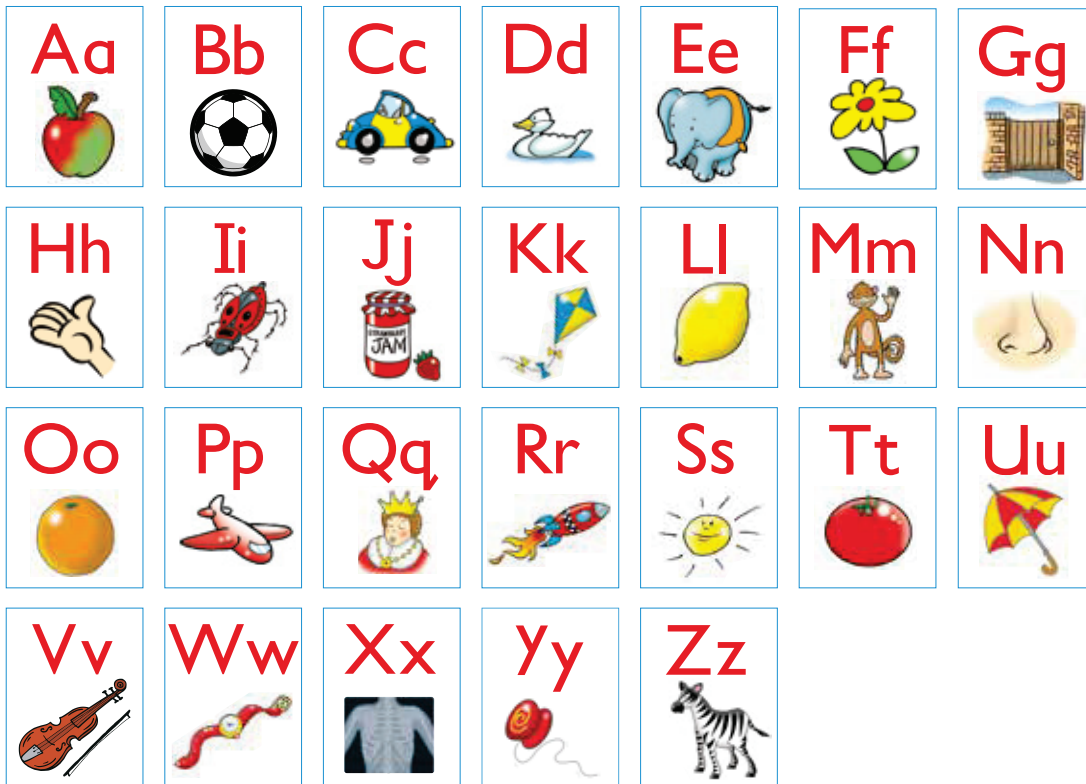 Aa Bb Cc Dd Ee Ff Gg
Hh Ii Jj Kk Ll Mm Nn
STRAWBERRY
JAM
Oo Pp Qq Rr Ss Tt Uu
Vv Ww Xx Yy Zz